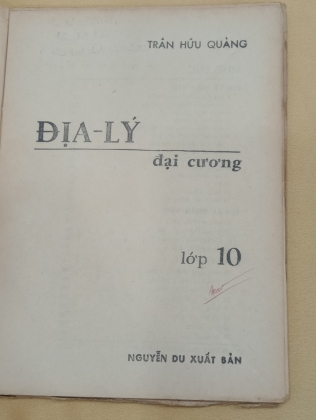 TRẦN HỮU QUẢNG
ĐỊA-LÝ
đại cương
lớp 10
NGUYỄN DU XUẤT BẢN